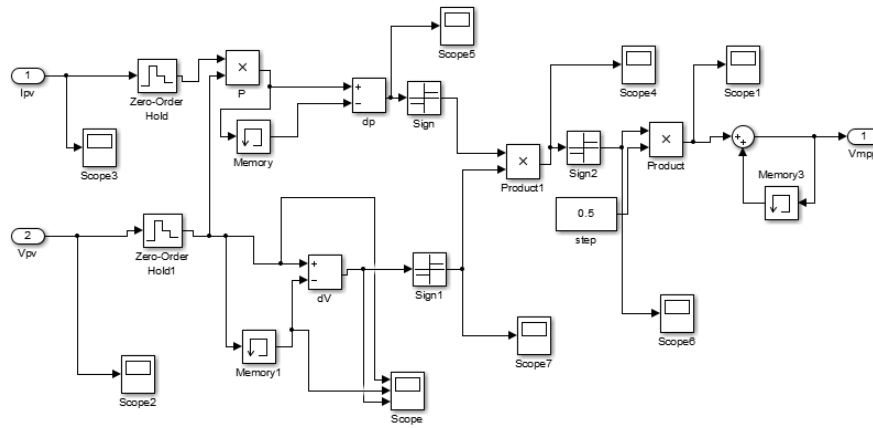 Scope5
Scope4
Scope1
1
Ipv
Zero-Order
Hold
×
P
+
−
dp
Sign
Memory
Scope3
×
Product1
Sign2
×
Product
+
+
1
Vmpp
Memory3
0.5
step
2
Vpv
Zero-Order
Hold1
+
−
dV
Sign1
Memory1
Scope7
Scope6
Scope2
Scope